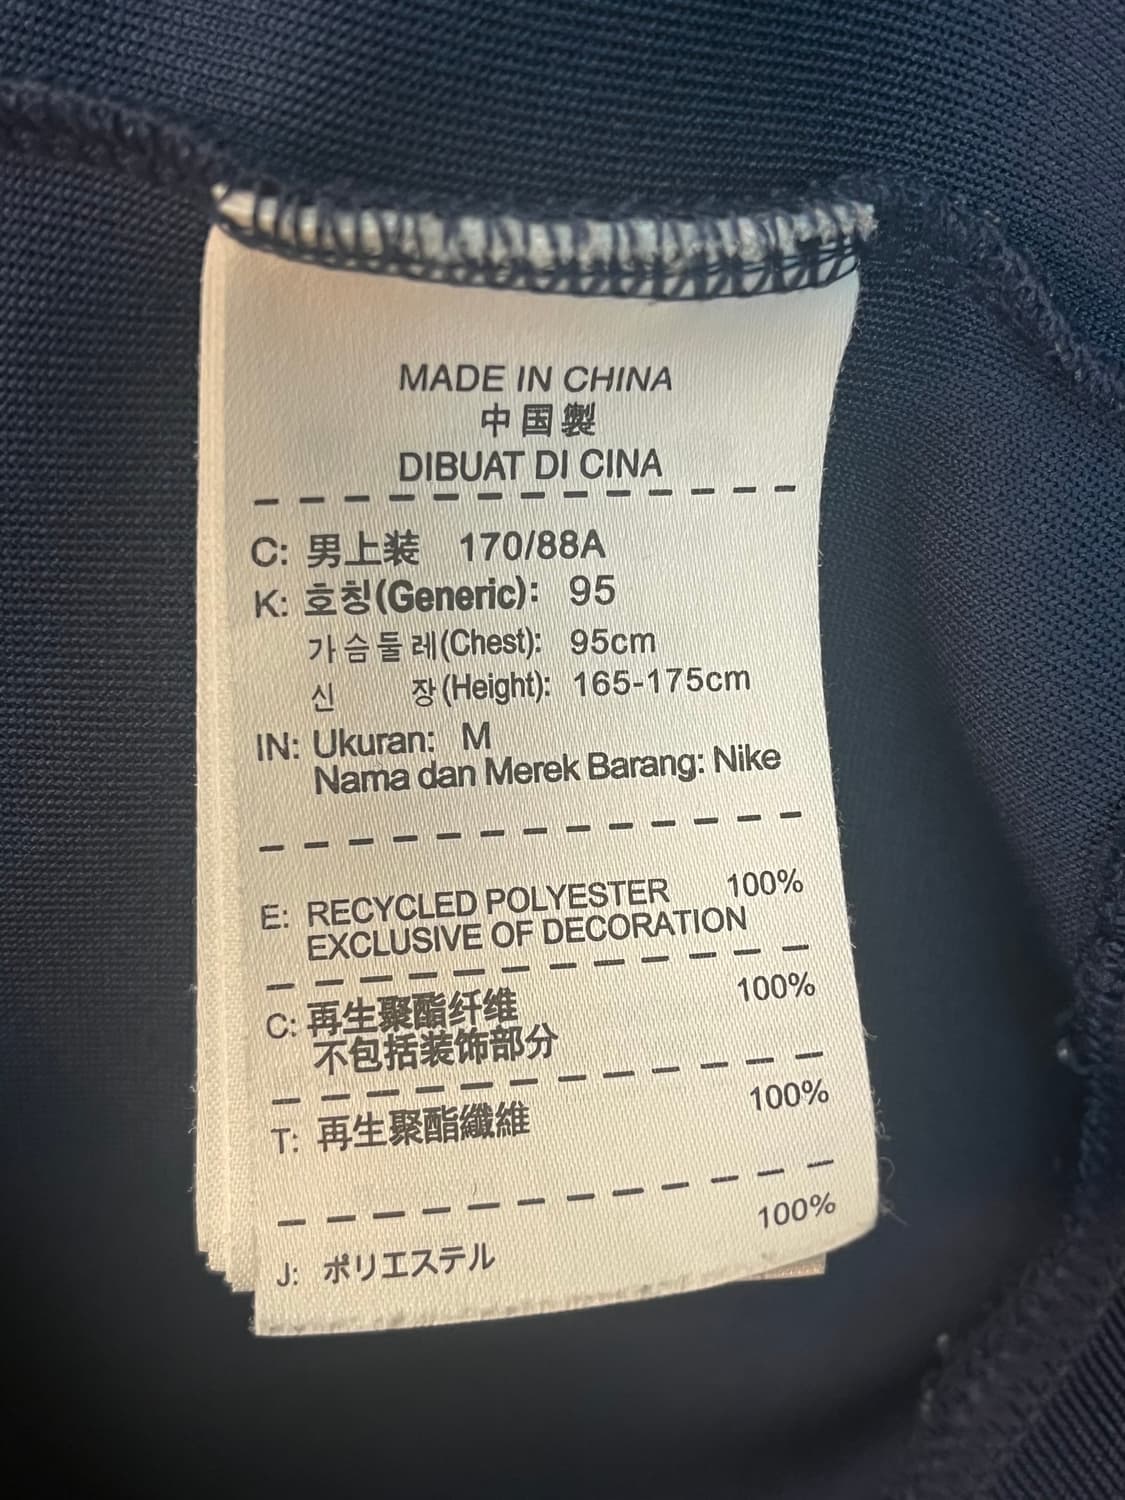 MADE IN CHINA
中国製
DIBUAT DI CINA
C: 男上装 170/88A
K: 호칭(Generic): 95
가슴둘레(Chest): 95cm
신 장(Height): 165-175cm
IN: Ukuran: M
Nama dan Merek Barang: Nike
E: RECYCLED POLYESTER 100%
EXCLUSIVE OF DECORATION
C: 再生聚酯纤维 100%
不包括装饰部分
T: 再生聚酯纖維 100%
J: ポリエステル 100%